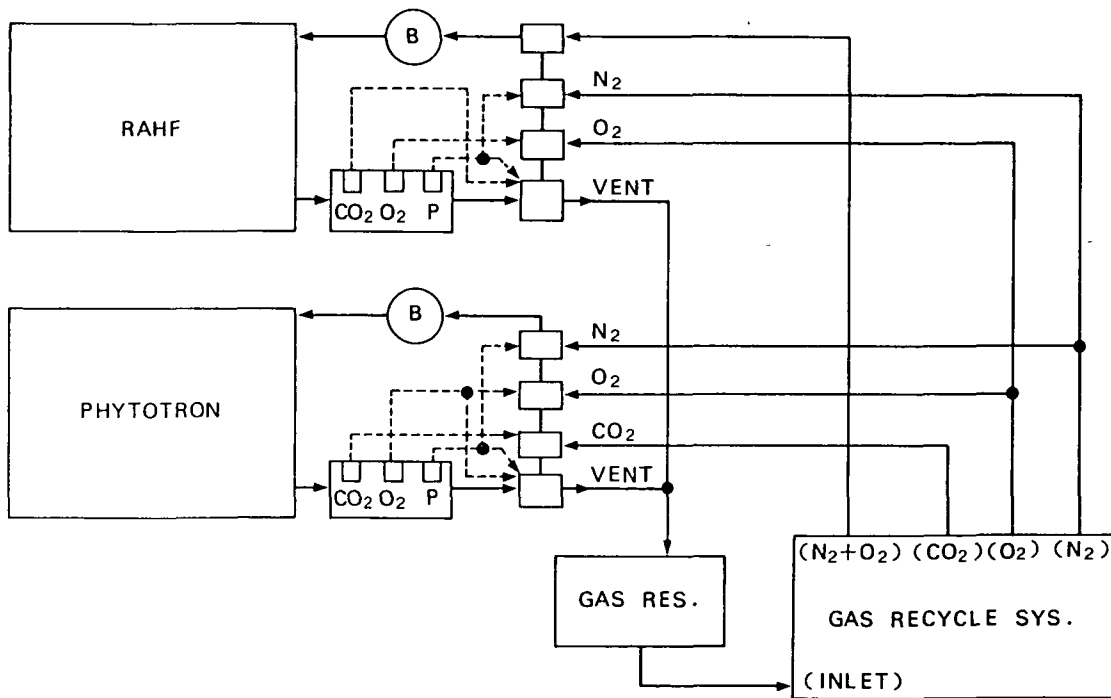 B
N₂
RAHF
O₂
VENT
CO₂ O₂ P
B
N₂
O₂
PHYTOTRON
CO₂
VENT
CO₂ O₂ P
(N₂+O₂) (CO₂) (O₂) (N₂)
GAS RES.
GAS RECYCLE SYS.
(INLET)